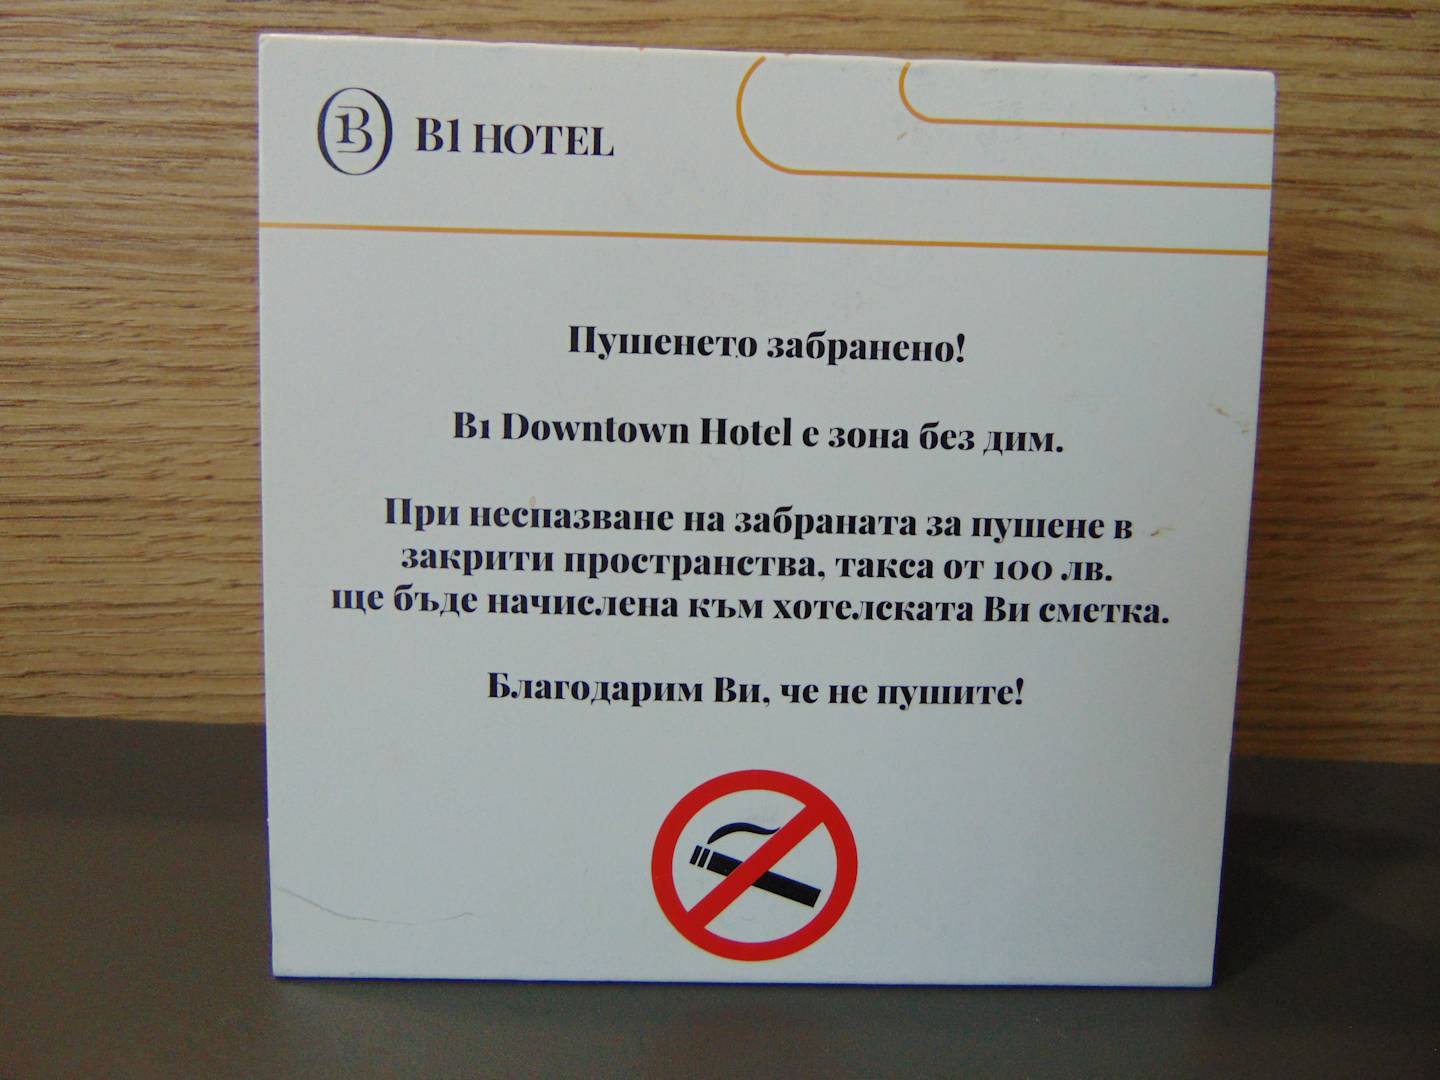 B1 HOTEL
Пушенето забранено!
B1 Downtown Hotel е зона без дим.
При неспазване на забраната за пушене в
закрити пространства, такса от 100 лв.
ще бъде начислена към хотелската Ви сметка.
Благодарим Ви, че не пушите!